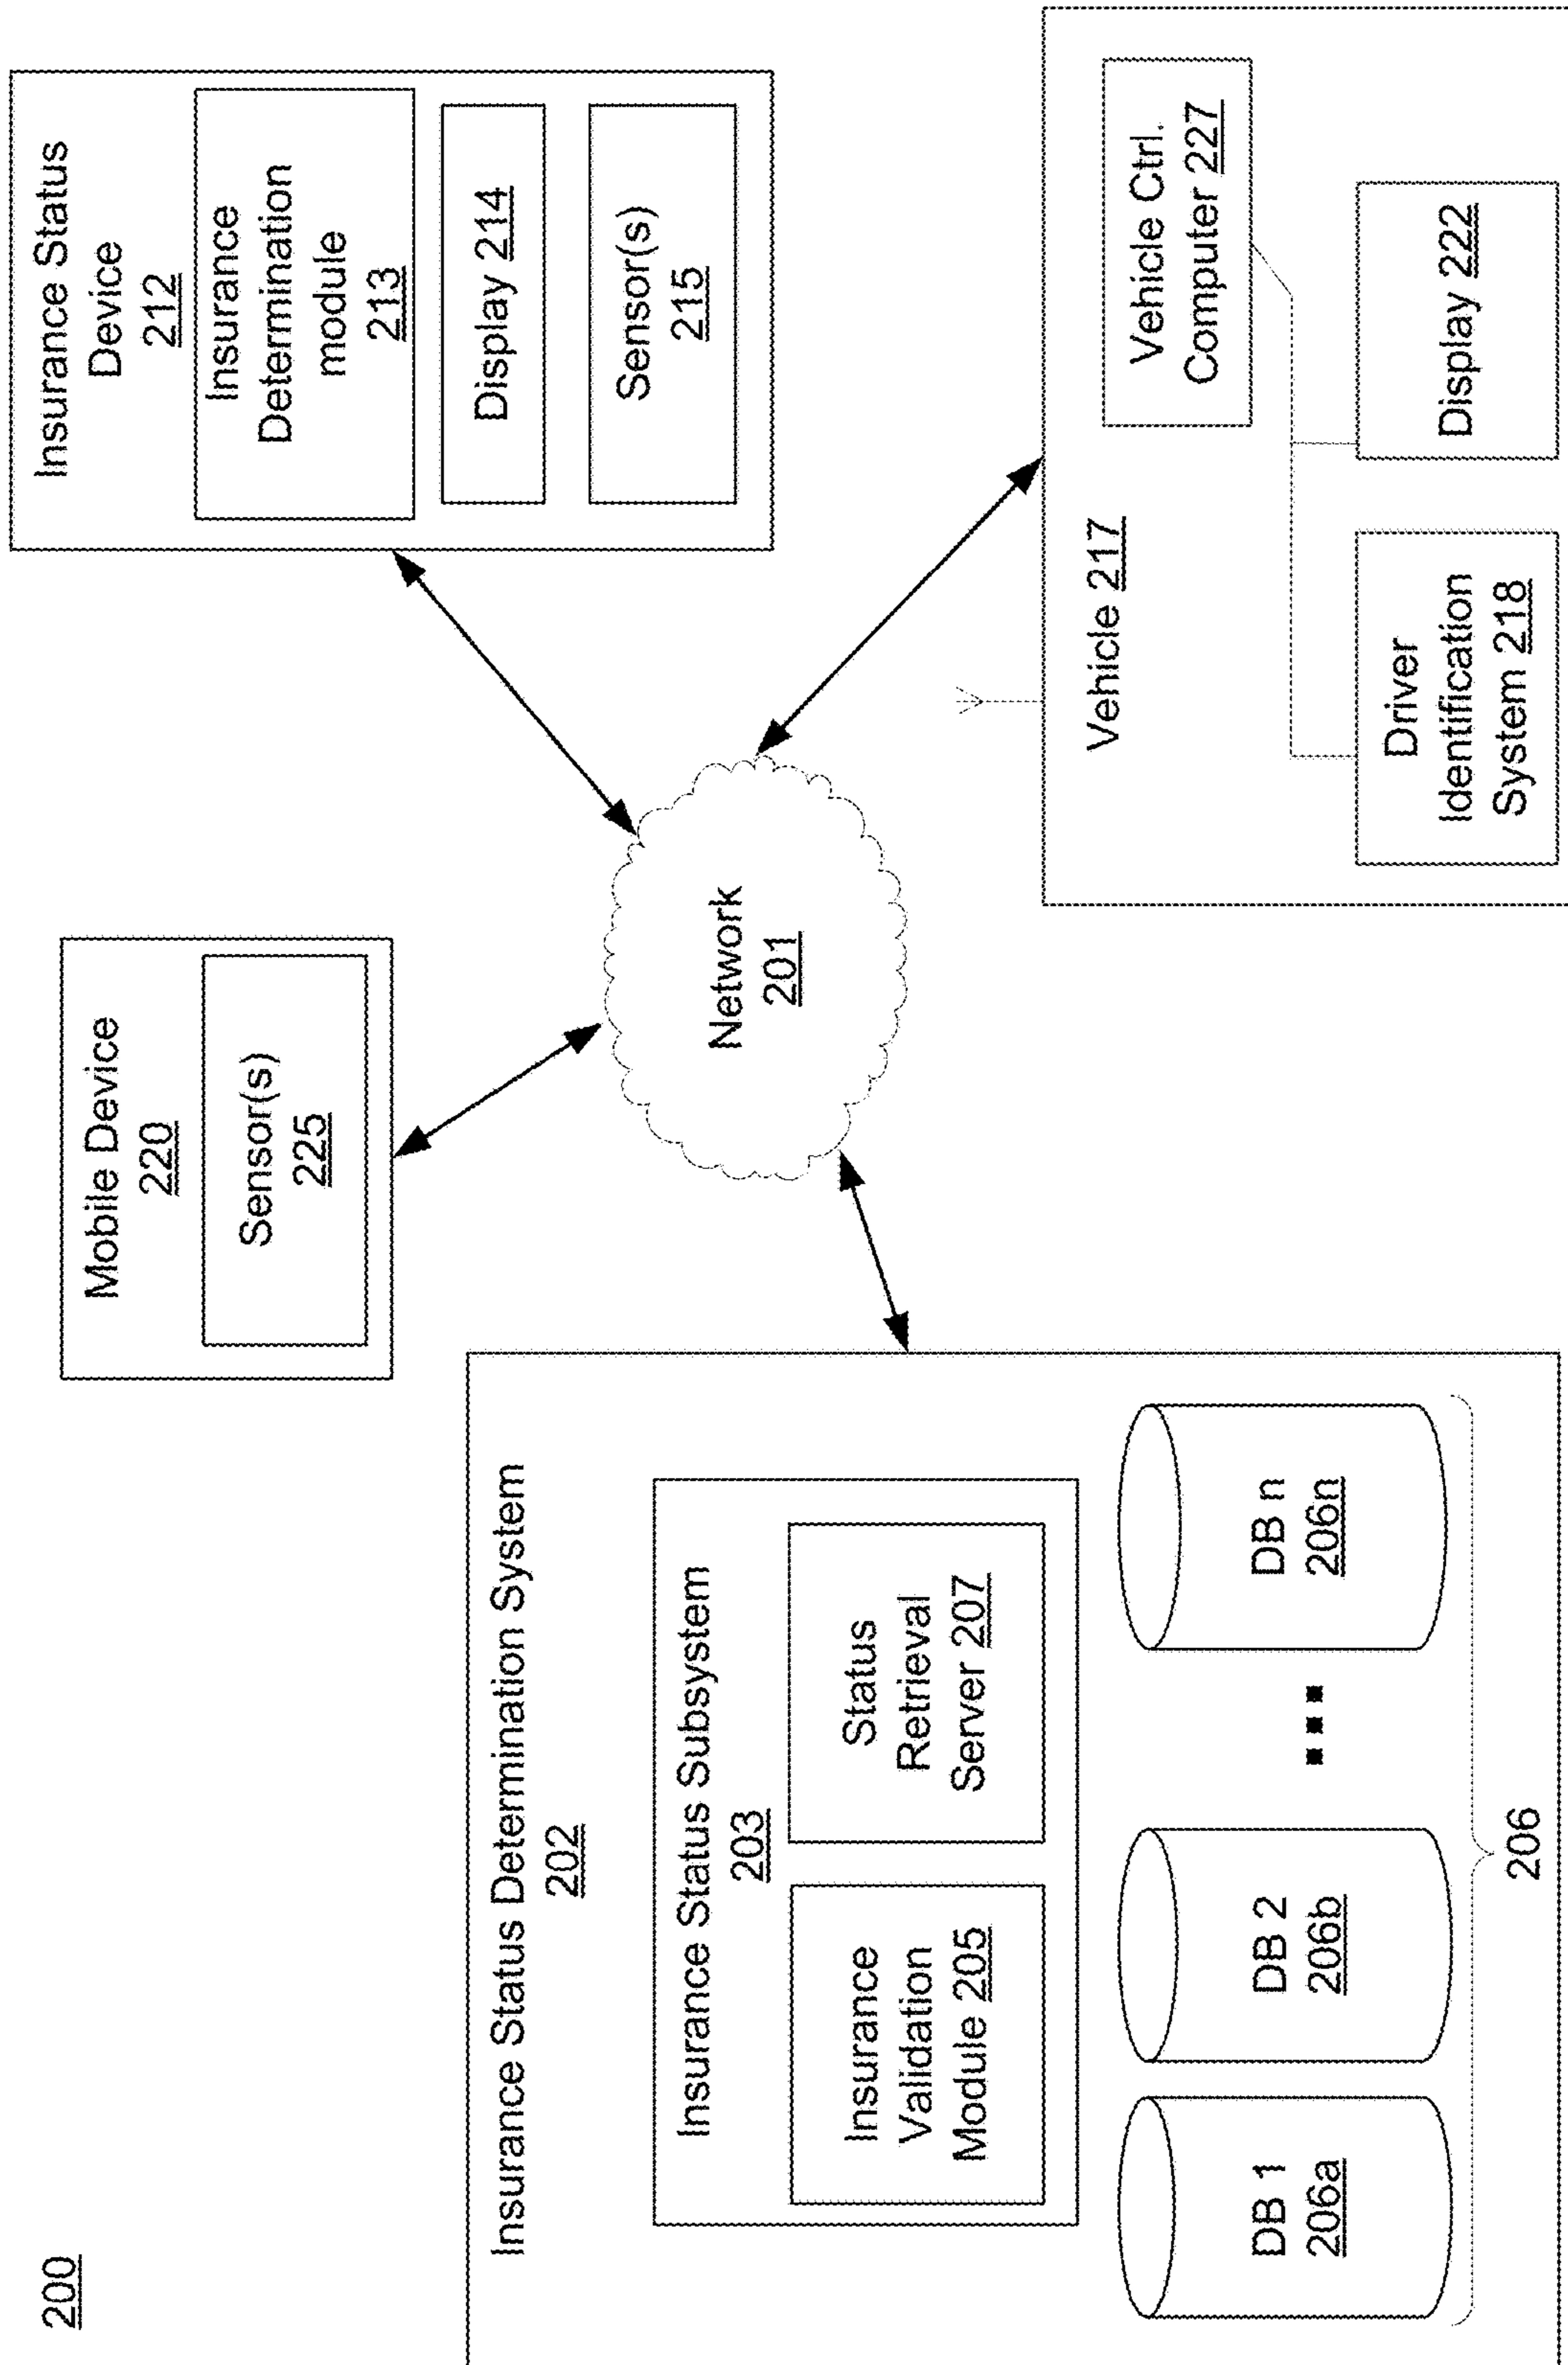 200
Insurance Status Determination System
202
Insurance Status Subsystem
203
Insurance
Validation
Module 205
Status
Retrieval
Server 207
DB 1
206a
DB 2
206b
DB n
206n
206
Mobile Device
220
Sensor(s)
225
Network
201
Insurance Status
Device
212
Insurance
Determination
module
213
Display 214
Sensor(s)
215
Vehicle 217
Vehicle Ctrl.
Computer 227
Driver
Identification
System 218
Display 222